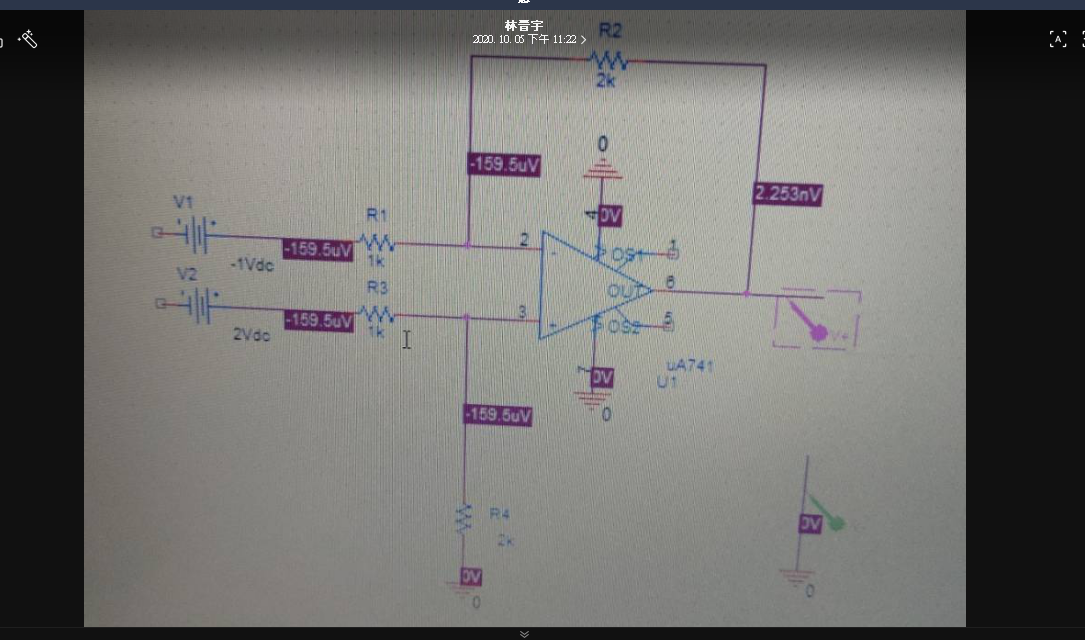 林晋宇
2020. 10. 05 下午 11:22
R2
2k
0
-159.5uV
2.253nV
V1
R1
4
0V
-159.5uV
1k
2
OS1
1
-1Vdc
V2
R3
OUT
6
-159.5uV
1k
3
OS2
5
V+
2Vdc
uA741
7
0V
U1
0
-159.5uV
R4
2k
0V
0V
0
0
A